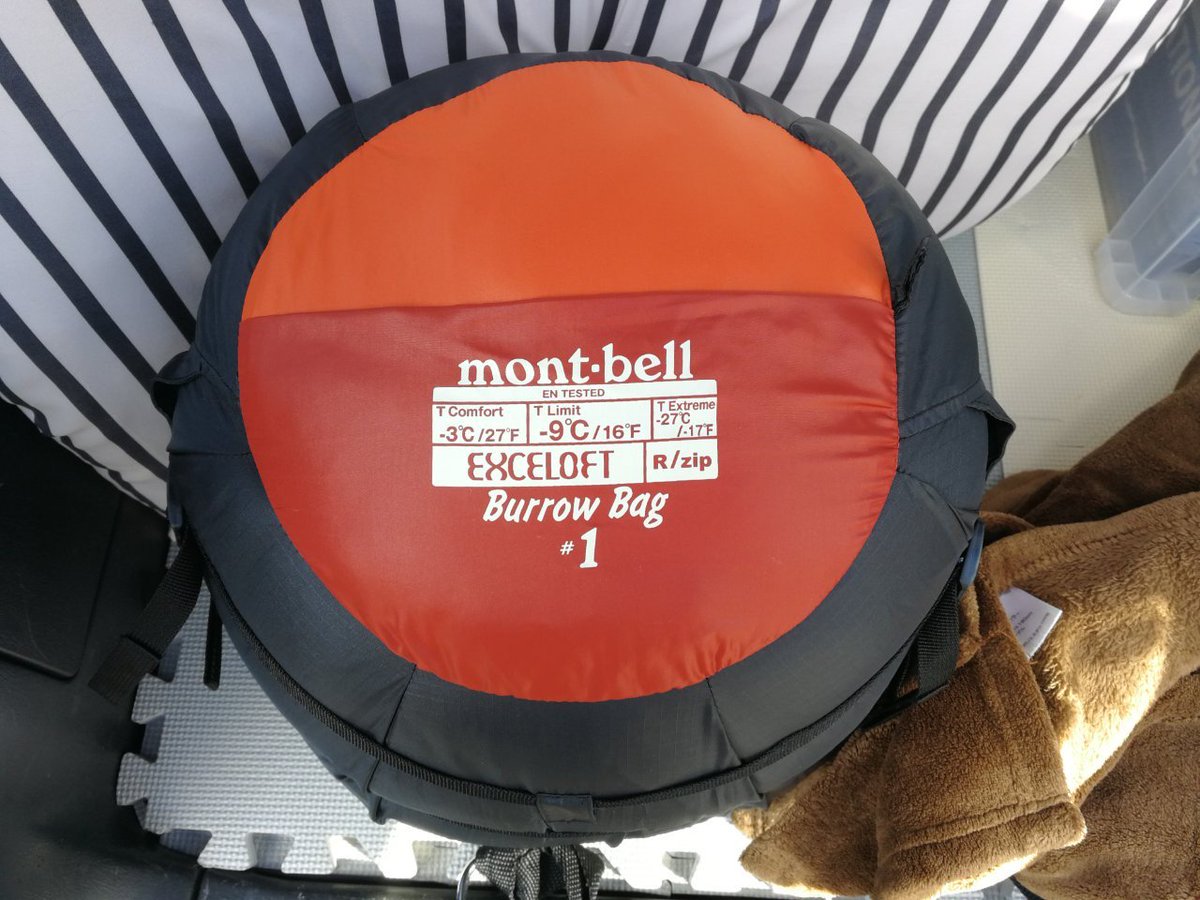 mont·bell
EN TESTED
T Comfort T Limit T Extreme
-3℃/27°F -9℃/16°F -27℃/-17°F
EXCELOFT R/zip
Burrow Bag
#1